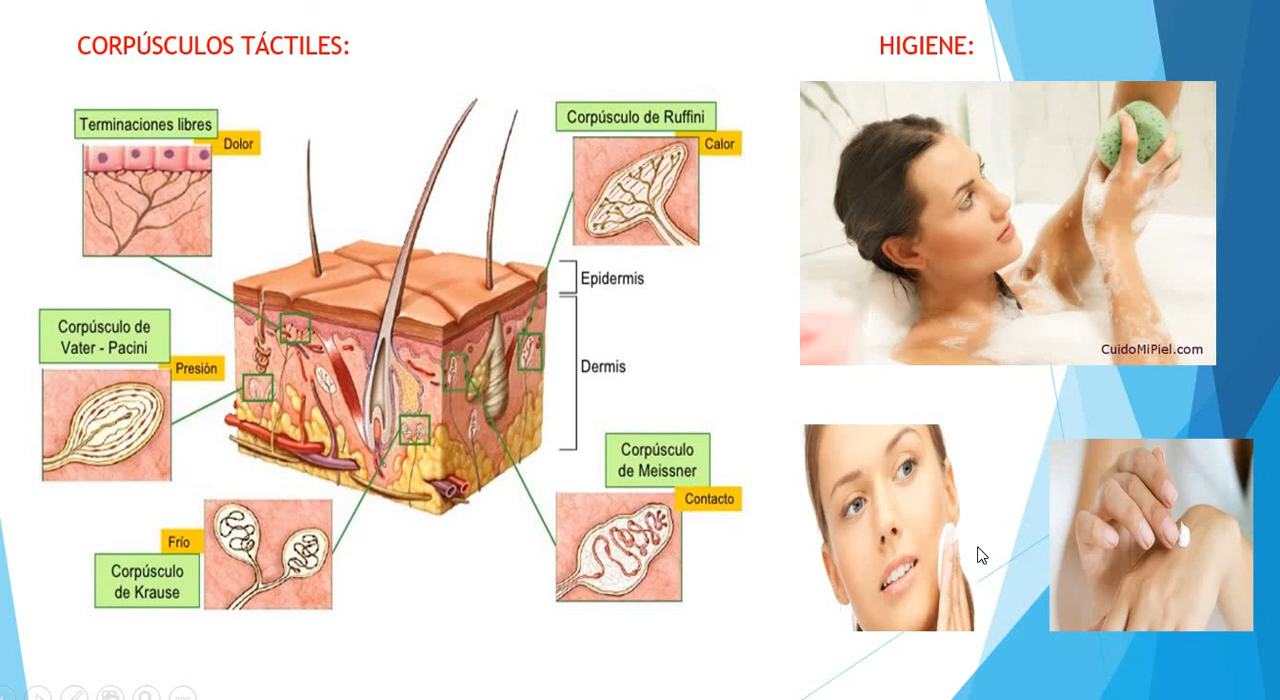 CORPÚSCULOS TÁCTILES:
HIGIENE:
Terminaciones libres
Dolor
Corpúsculo de Ruffini
Calor
Epidermis
Corpúsculo de
Vater - Pacini
Presión
Dermis
Corpúsculo
de Meissner
Contacto
Frío
Corpúsculo
de Krause
CuidoMiPiel.com